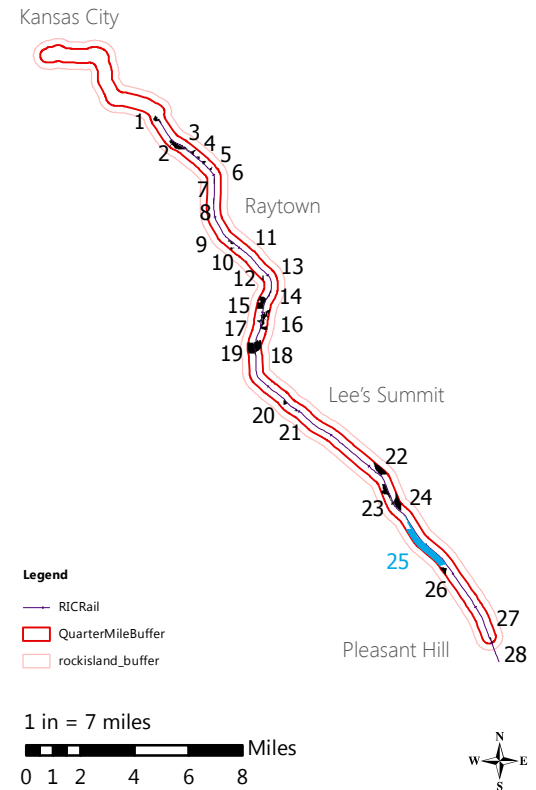 Kansas City
1
2
3
4
5
6
7
8
Raytown
9
10
11
12
13
14
15
16
17
18
19
Lee's Summit
20
21
22
23
24
25
26
27
Pleasant Hill
28
Legend
RICRail
QuarterMileBuffer
rockisland_buffer
1 in = 7 miles
Miles
0 1 2 4 6 8
N
W E
S